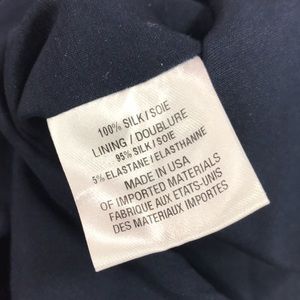 100% SILK/SOIE
LINING / DOUBLURE
95% SILK / SOIE
5% ELASTANE / ELASTHANNE
MADE IN USA
OF IMPORTED MATERIALS
FABRIQUE AUX ETATS-UNIS
DES MATERIAUX IMPORTES